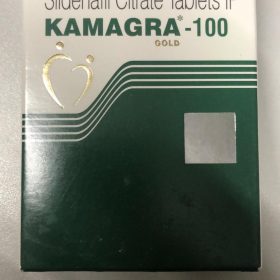 Sildenafil Citrate Tablets IP
KAMAGRA*-100
GOLD